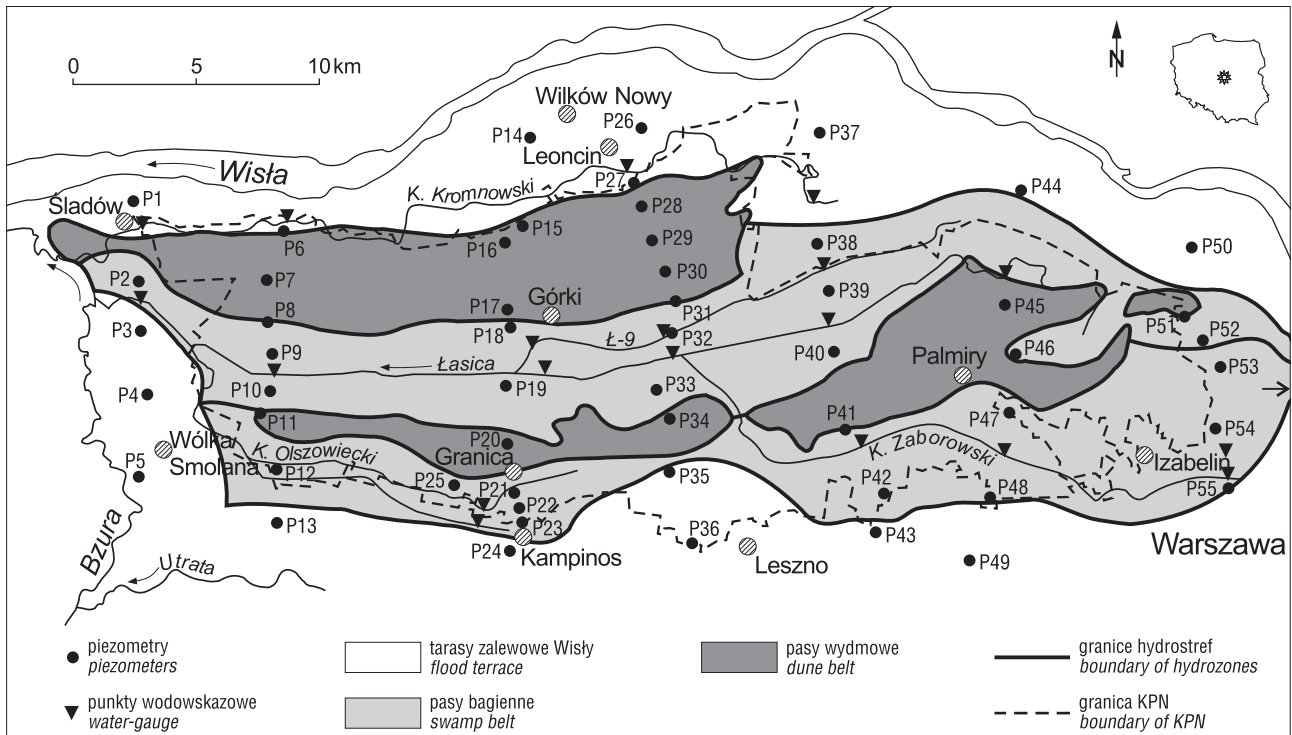 0 5 10 km
N
Wilków Nowy
P26
P14
P37
Leoncin
Wisła
P27
K. Kromnowski
P44
P1
Śladów
P28
P15
P6
P16
P29
P38
P50
P2
P7
P30
P39
P17
Górki
P31
P45
P8
P18
P51
P3
Ł-9
P32
P52
P9
P40
P46
P53
Łasica
Palmiry
P10
P19
P33
P4
P11
P34
P41
P47
P54
Wólka
Smolana
P20
K. Olszowiecki
Granica
K. Zaborowski
Izabelin
P5
P12
P25
P21
P35
P42
P48
P55
P22
Bzura
P13
P23
P36
P43
Warszawa
P24
Kampinos
Leszno
P49
Utrata
piezometry
piezometers
tarasy zalewowe Wisły
flood terrace
pasy wydmowe
dune belt
granice hydrostref
boundary of hydrozones
punkty wodowskazowe
water-gauge
pasy bagienne
swamp belt
granica KPN
boundary of KPN